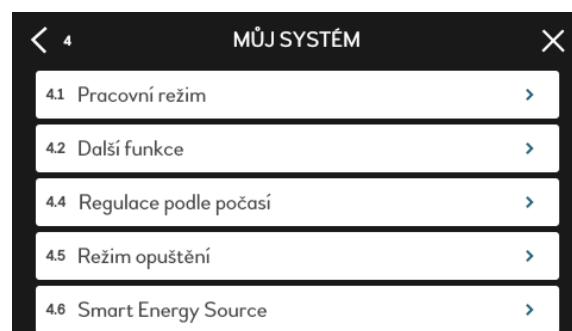 4 MŮJ SYSTÉM
4.1 Pracovní režim
4.2 Další funkce
4.4 Regulace podle počasí
4.5 Režim opuštění
4.6 Smart Energy Source